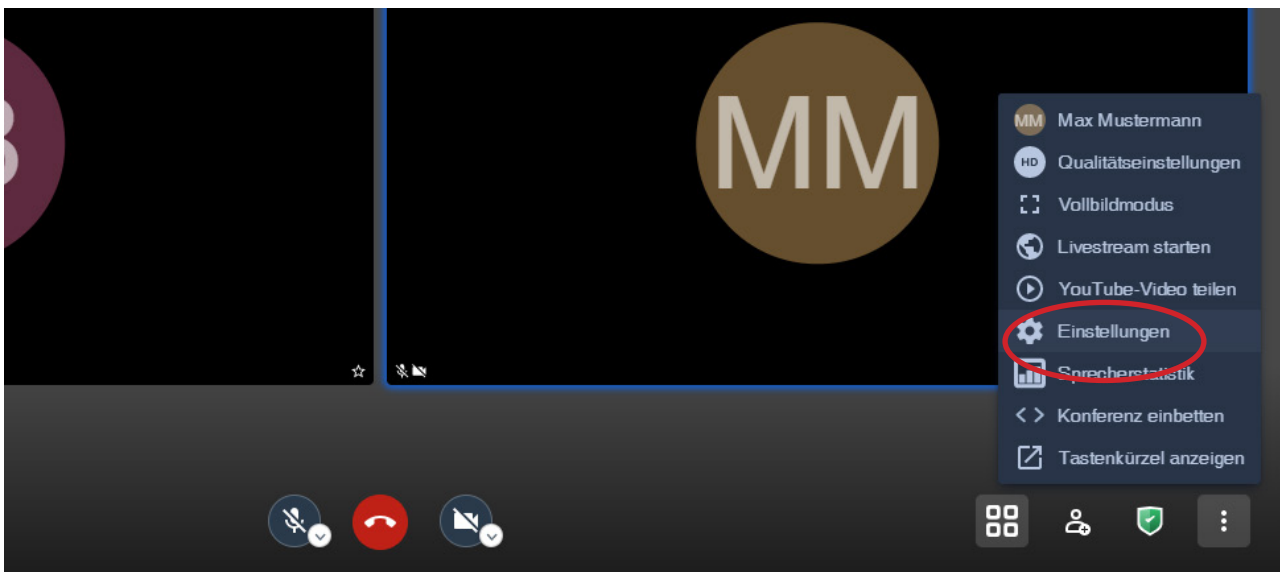 MM
MM Max Mustermann
HD Qualitätseinstellungen
Vollbildmodus
Livestream starten
YouTube-Video teilen
Einstellungen
Sprecherstatistik
Konferenz einbetten
Tastenkürzel anzeigen